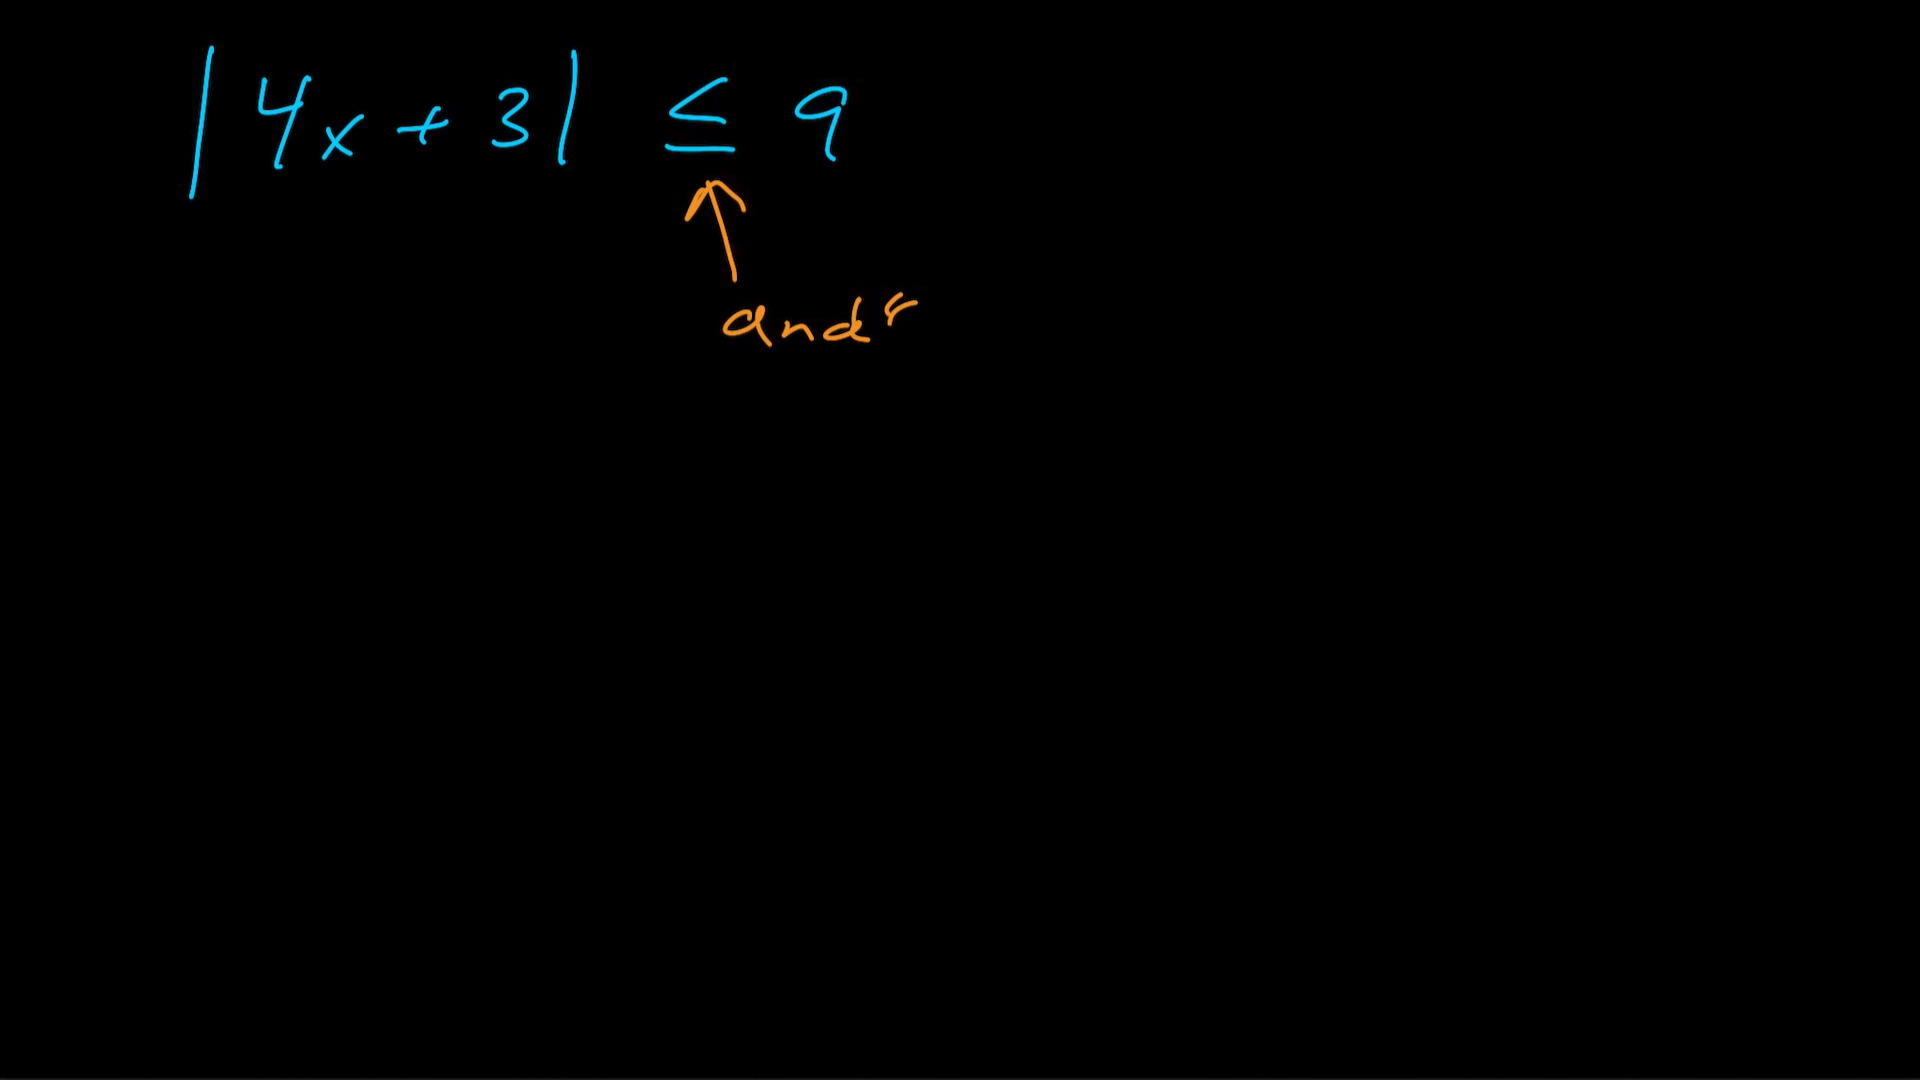 |4x + 3| ≤ 9
and